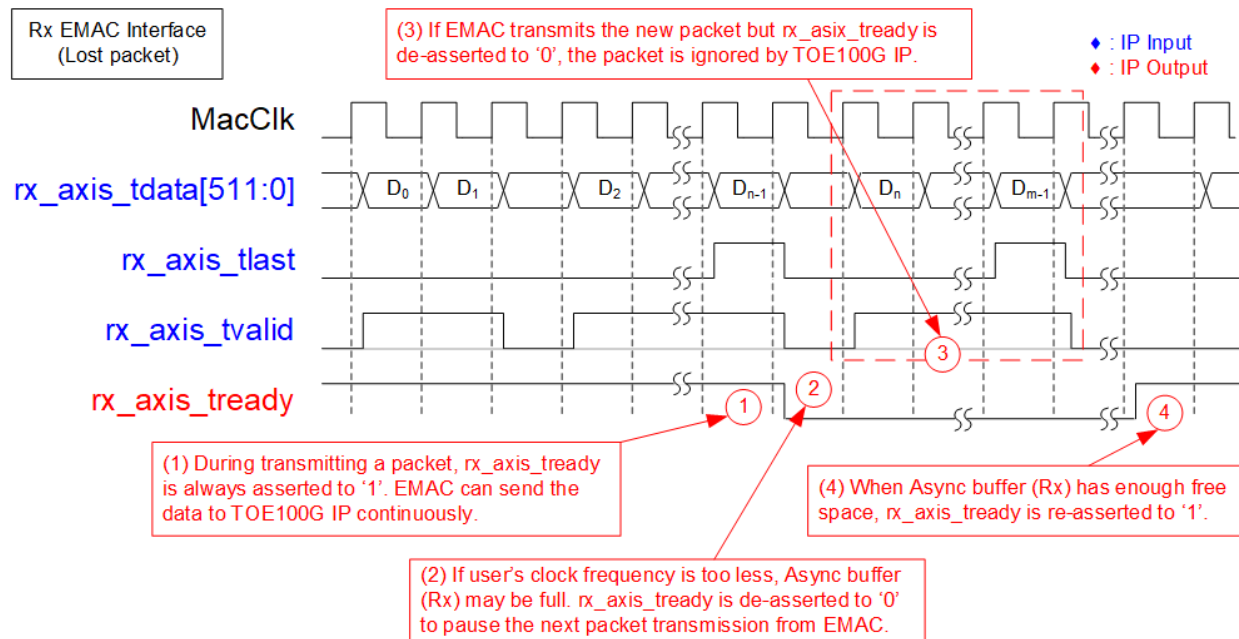 Rx EMAC Interface
(Lost packet)
(3) If EMAC transmits the new packet but rx_asix_tready is
de-asserted to ‘0’, the packet is ignored by TOE100G IP.
♦ : IP Input
♦ : IP Output
MacClk
rx_axis_tdata[511:0]
D0 D1 D2 Dn-1 Dn Dm-1
rx_axis_tlast
rx_axis_tvalid
3
rx_axis_tready
1 2 4
(1) During transmitting a packet, rx_axis_tready
is always asserted to ‘1’. EMAC can send the
data to TOE100G IP continuously.
(4) When Async buffer (Rx) has enough free
space, rx_axis_tready is re-asserted to ‘1’.
(2) If user’s clock frequency is too less, Async buffer
(Rx) may be full. rx_axis_tready is de-asserted to ‘0’
to pause the next packet transmission from EMAC.